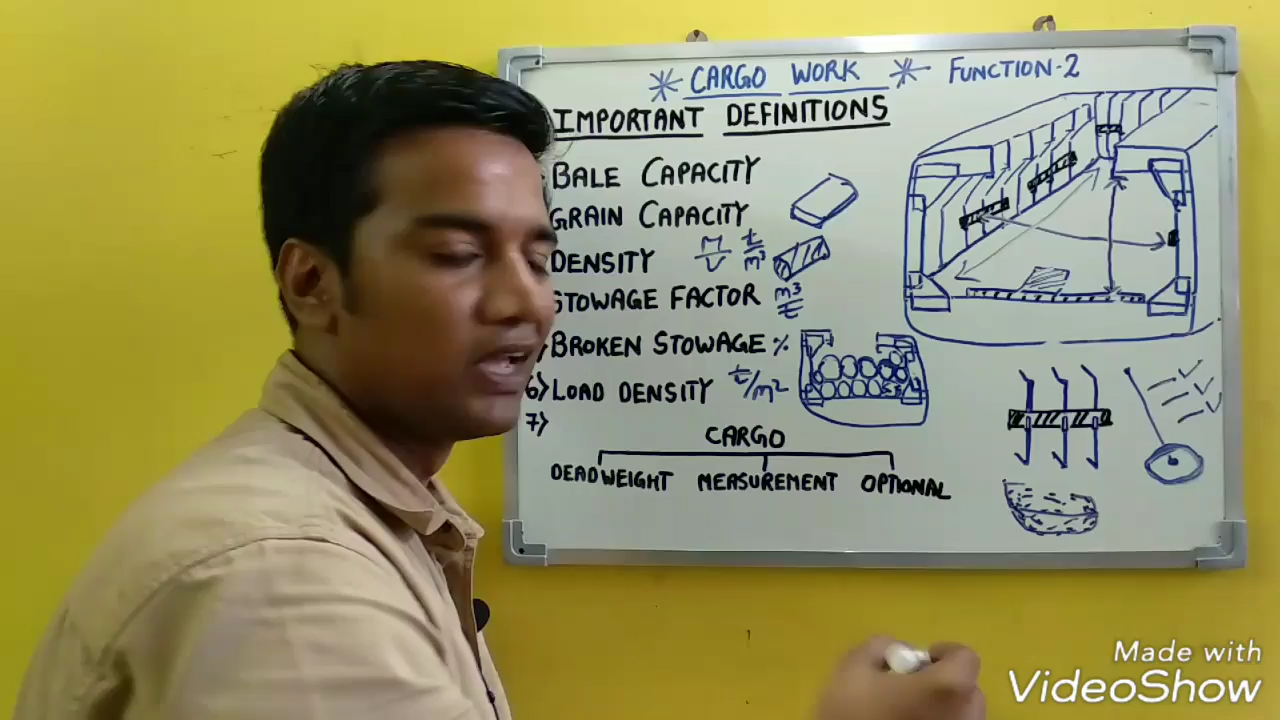 * CARGO WORK * FUNCTION-2
IMPORTANT DEFINITIONS
BALE CAPACITY
GRAIN CAPACITY
DENSITY M/V t/m³
STOWAGE FACTOR m³/t
BROKEN STOWAGE %
6) LOAD DENSITY t/m²
7)
CARGO
DEADWEIGHT MEASUREMENT OPTIONAL
Made with
VideoShow